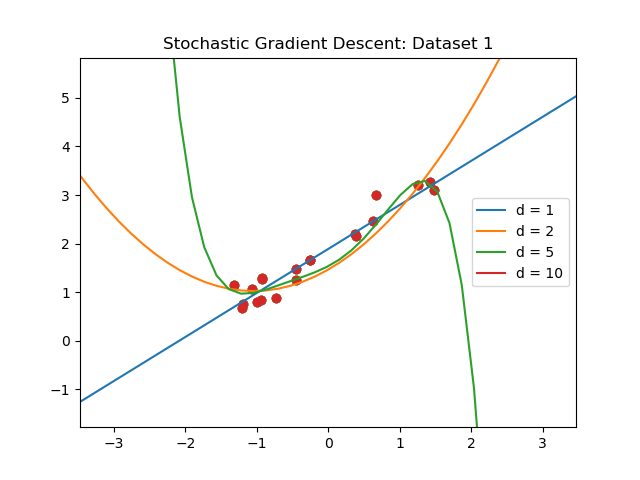 Stochastic Gradient Descent: Dataset 1
5
4
3
2
1
0
−1
−3
−2
−1
0
1
2
3
d = 1
d = 2
d = 5
d = 10